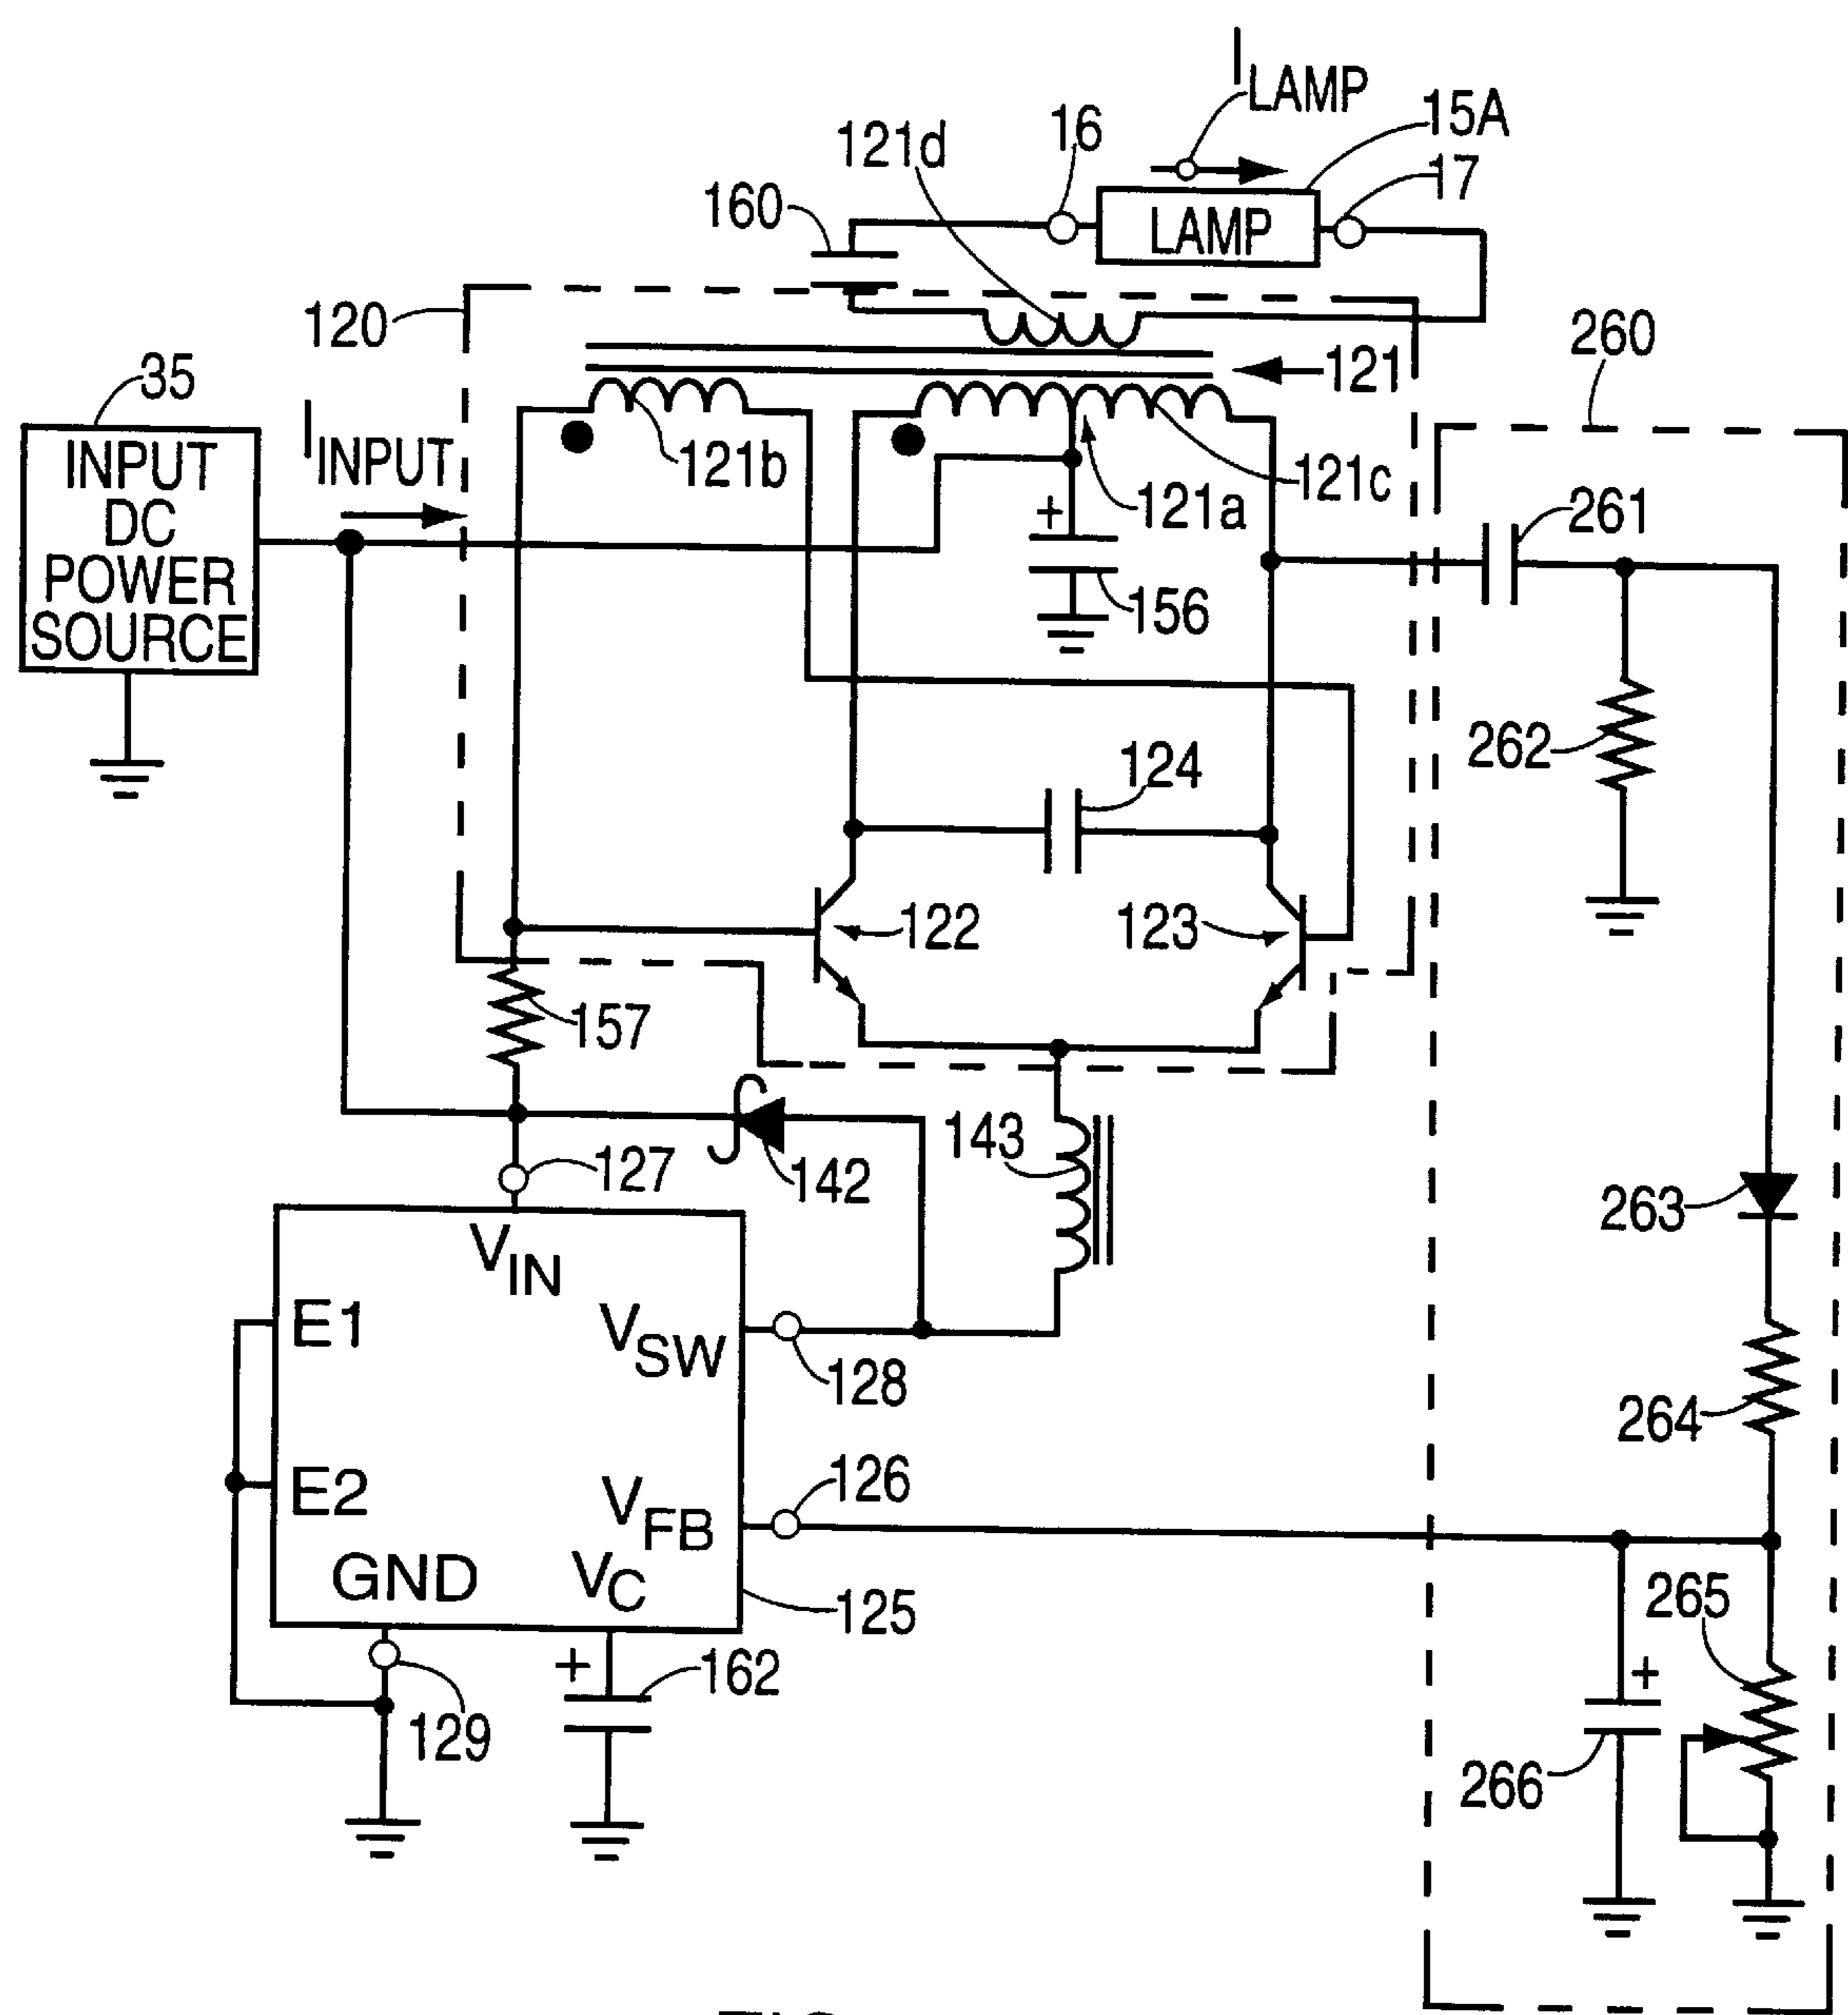 I LAMP
15A
16
121d
17
160
LAMP
120
260
121
35
I INPUT
INPUT
DC
POWER
SOURCE
121b
121c
121a
261
+
156
262
124
122
123
157
143
127
142
263
VIN
E1
VSW
128
264
E2
126
VFB
GND
VC
125
265
+
162
+
129
266